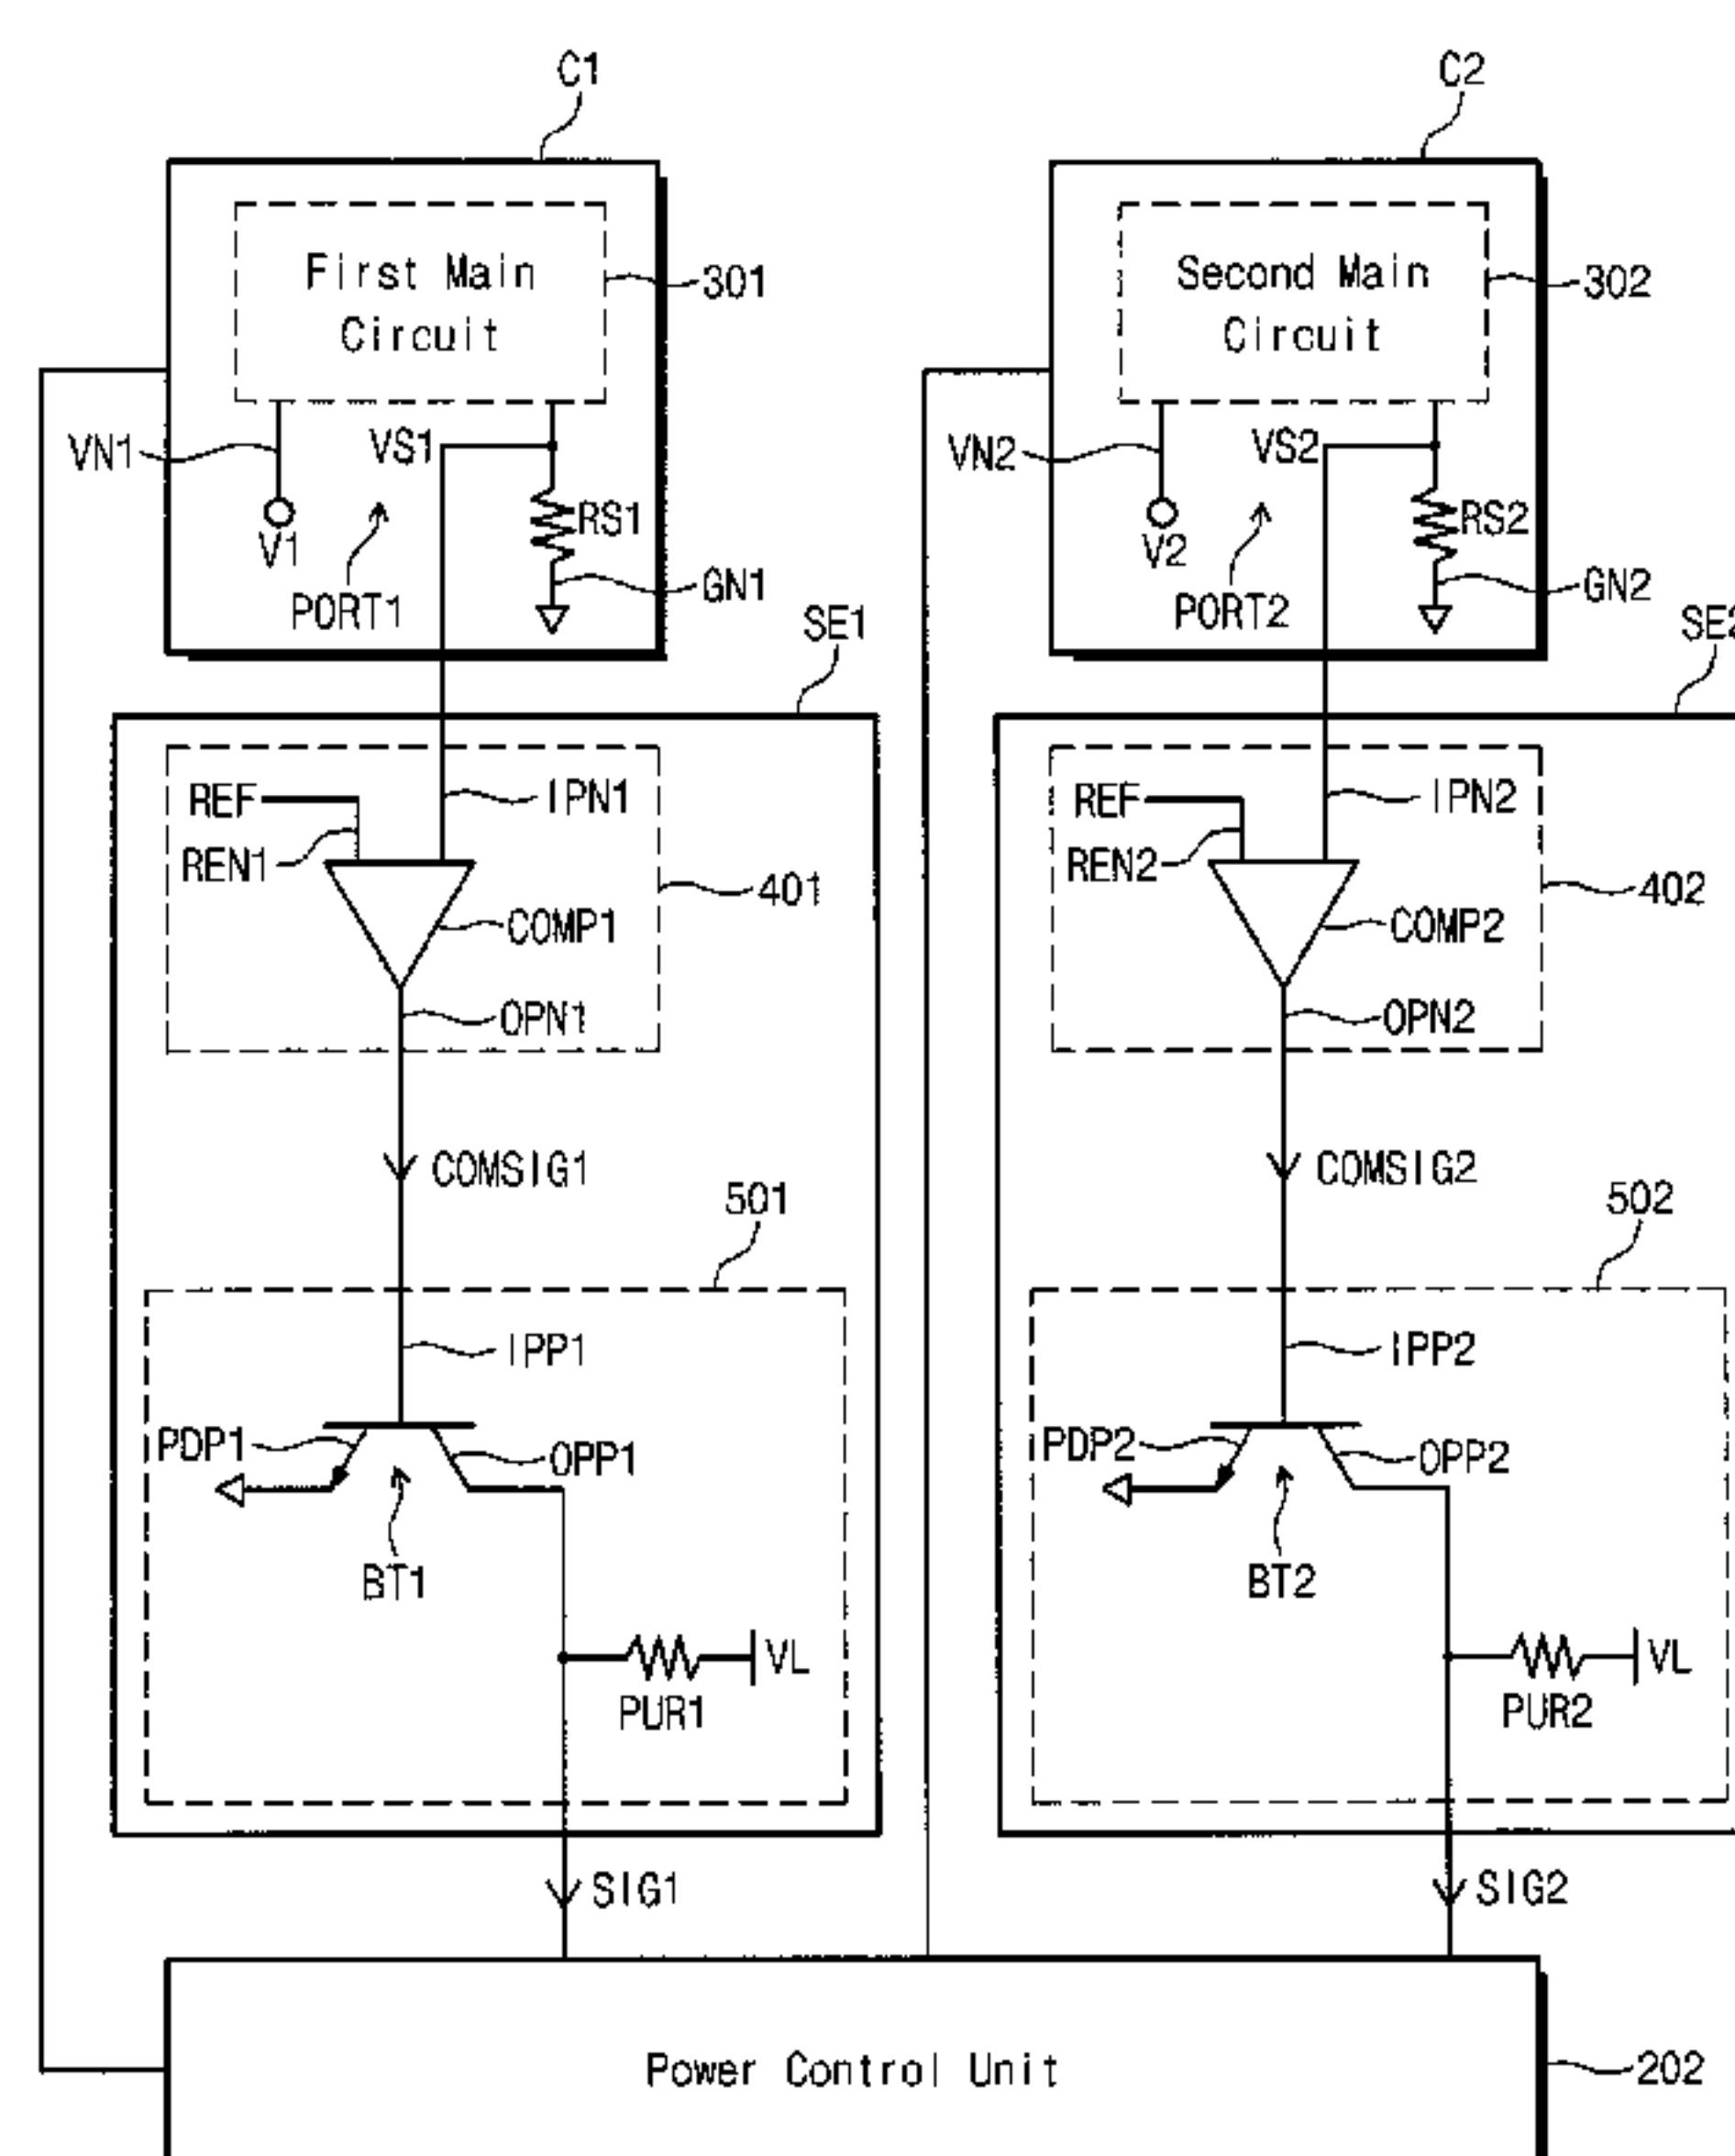 C1
C2
First Main
Circuit
301
Second Main
Circuit
302
VN1
VS1
V1
RS1
PORT1
GN1
VN2
VS2
V2
RS2
PORT2
GN2
SE1
REF
IPN1
REN1
401
COMP1
OPN1
REF
IPN2
REN2
402
COMP2
OPN2
COMSIG1
501
COMSIG2
502
IPP1
PDP1
OPP1
BT1
VL
PUR1
IPP2
PDP2
OPP2
BT2
VL
PUR2
SIG1
SIG2
Power Control Unit
202